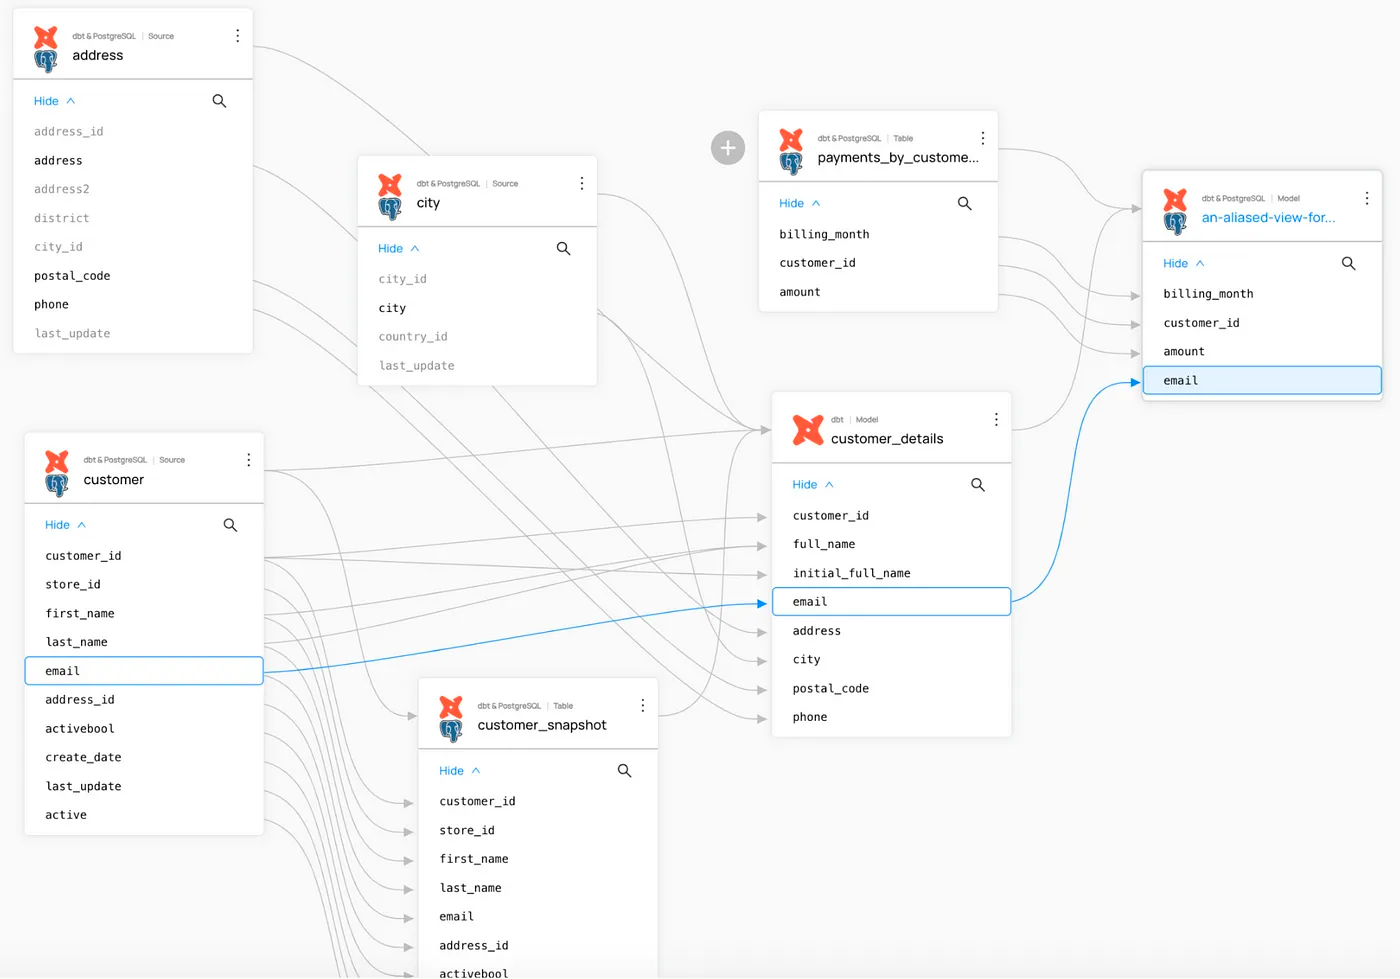 dbt & PostgreSQL | Source
address
Hide
address_id
address
address2
district
city_id
postal_code
phone
last_update
dbt & PostgreSQL | Source
city
Hide
city_id
city
country_id
last_update
dbt & PostgreSQL | Table
payments_by_custome...
Hide
billing_month
customer_id
amount
dbt & PostgreSQL | Model
an-aliased-view-for...
Hide
billing_month
customer_id
amount
email
dbt & PostgreSQL | Source
customer
Hide
customer_id
store_id
first_name
last_name
email
address_id
activebool
create_date
last_update
active
dbt | Model
customer_details
Hide
customer_id
full_name
initial_full_name
email
address
city
postal_code
phone
dbt & PostgreSQL | Table
customer_snapshot
Hide
customer_id
store_id
first_name
last_name
email
address_id
activebool